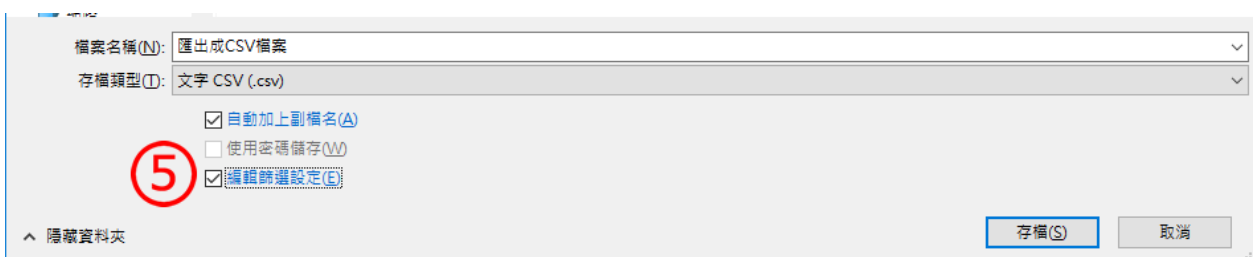 檔案名稱(N): 匯出成CSV檔案
存檔類型(T): 文字 CSV (.csv)
自動加上副檔名(A)
使用密碼儲存(W)
⑤ 編輯篩選設定(E)
隱藏資料夾 存檔(S) 取消